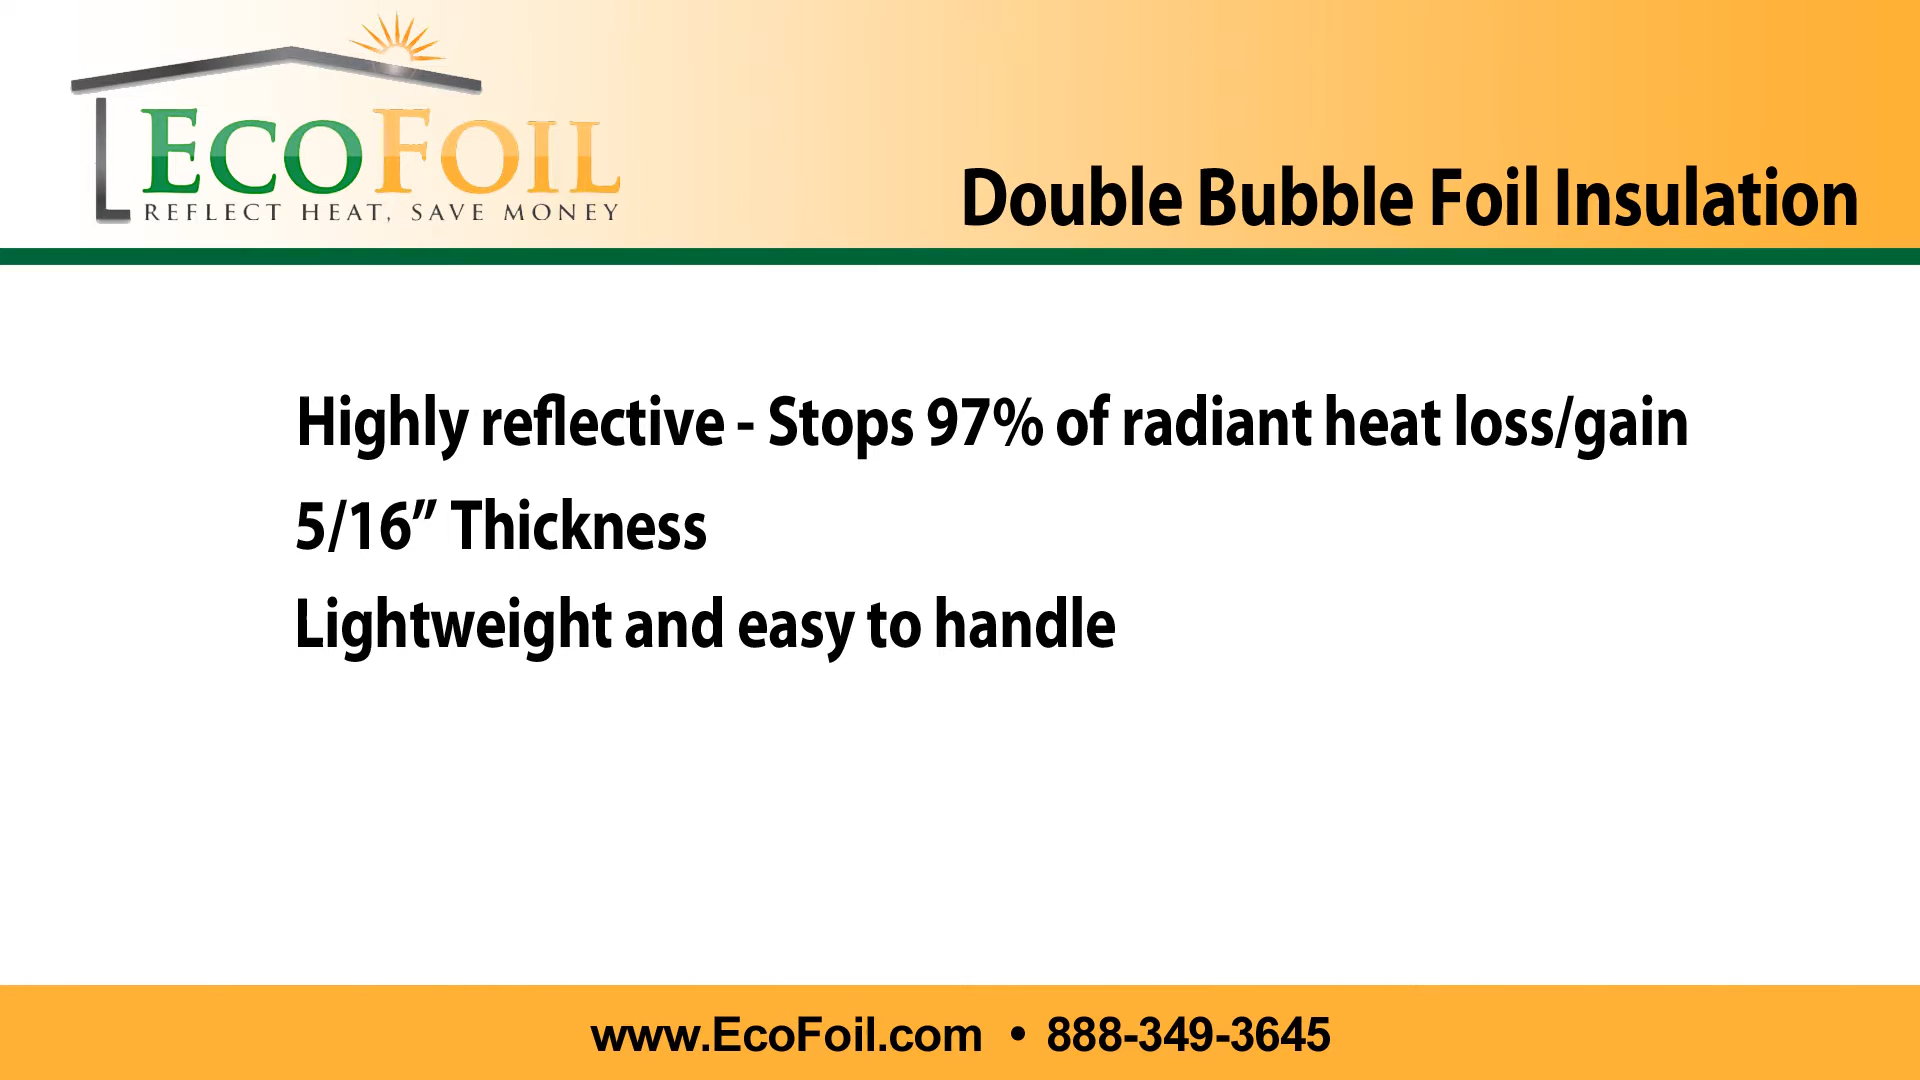 ECOFOIL
REFLECT HEAT, SAVE MONEY
Double Bubble Foil Insulation
Highly reflective - Stops 97% of radiant heat loss/gain
5/16” Thickness
Lightweight and easy to handle
www.EcoFoil.com • 888-349-3645